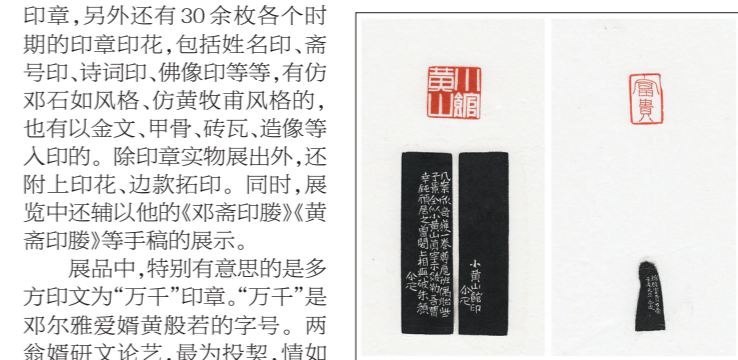 印章，另外还有30余枚各个时
期的印章印花，包括姓名印、斋
号印、诗词印、佛像印等等，有仿
邓石如风格、仿黄牧甫风格的，
也有以金文、甲骨、砖瓦、造像等
入印的。除印章实物展出外，还
附上印花、边款拓印。同时，展
览中还辅以他的《邓斋印賸》《黄
斋印賸》等手稿的展示。
展品中，特别有意思的是多
方印文为“万千”印章。“万千”是
邓尔雅爱婿黄般若的字号。两
翁婿研文论艺，最为投契，情如
小黄
館山
富貴
小黄山館印